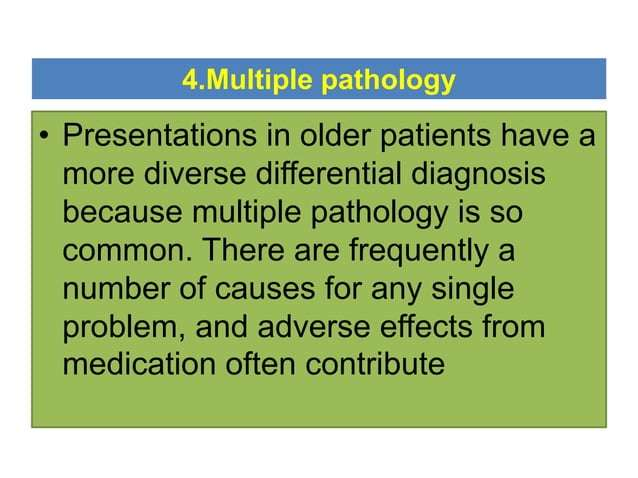 4.Multiple pathology
• Presentations in older patients have a
more diverse differential diagnosis
because multiple pathology is so
common. There are frequently a
number of causes for any single
problem, and adverse effects from
medication often contribute